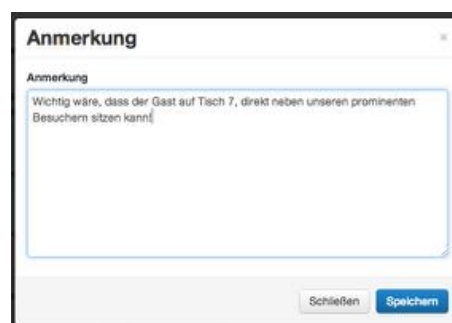 Anmerkung
Anmerkung
Wichtig wäre, dass der Gast auf Tisch 7, direkt neben unseren prominenten
Besuchern sitzen kann!
Schließen Speichern